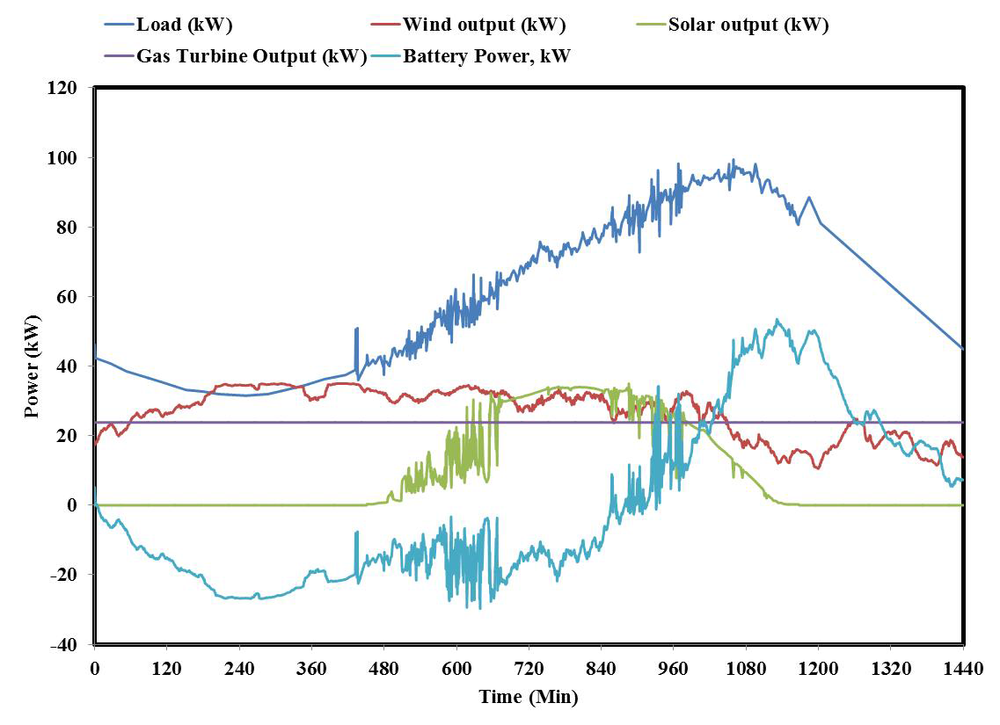 Load (kW) Wind output (kW) Solar output (kW)
Gas Turbine Output (kW) Battery Power, kW
120
100
80
60
40
20
0
-20
-40
Power (kW)
0 120 240 360 480 600 720 840 960 1080 1200 1320 1440
Time (Min)